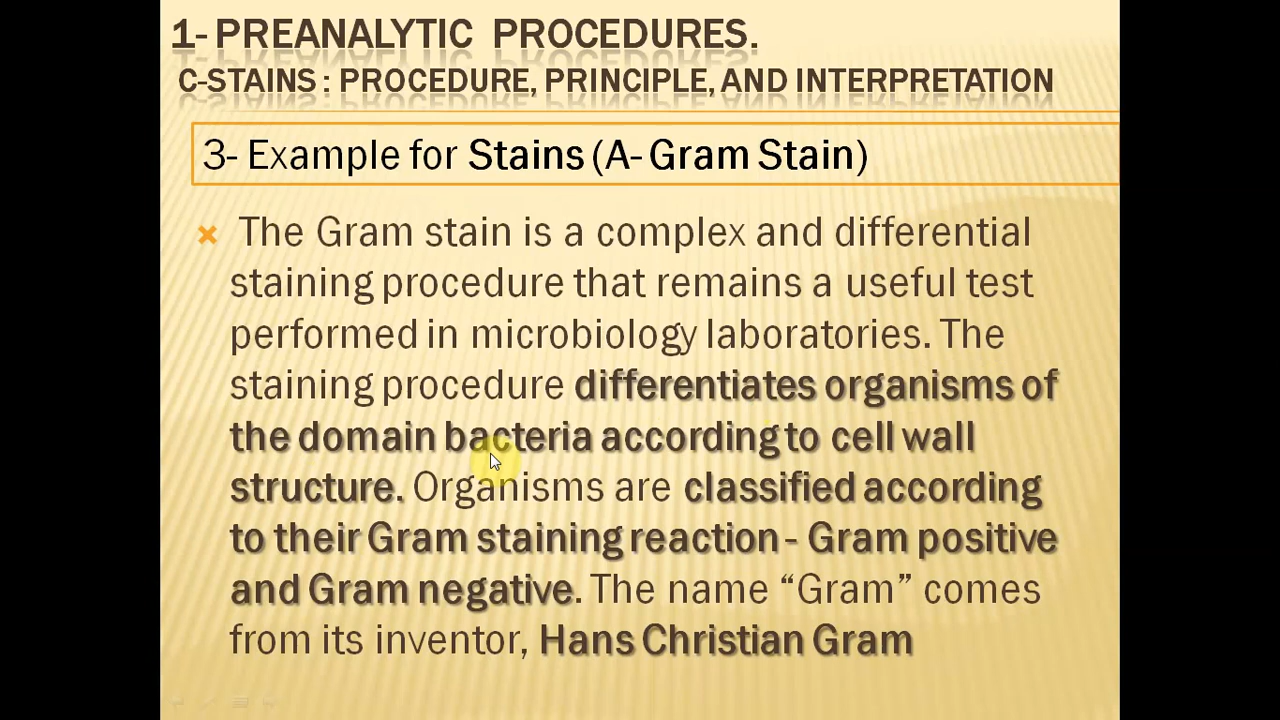 1- PREANALYTIC PROCEDURES.
C-STAINS : PROCEDURE, PRINCIPLE, AND INTERPRETATION
3- Example for Stains (A- Gram Stain)
The Gram stain is a complex and differential
staining procedure that remains a useful test
performed in microbiology laboratories. The
staining procedure differentiates organisms of
the domain bacteria according to cell wall
structure. Organisms are classified according
to their Gram staining reaction - Gram positive
and Gram negative. The name “Gram” comes
from its inventor, Hans Christian Gram